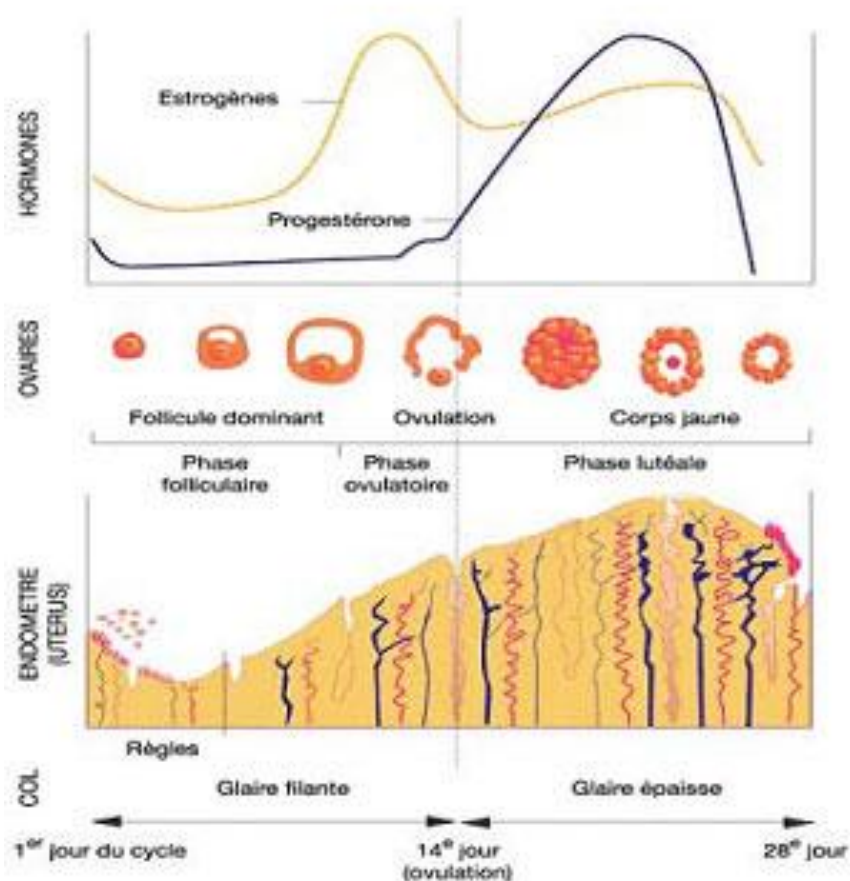 HORMONES
Estrogènes
Progestérone
OVAIRES
Follicule dominant Ovulation Corps jaune
Phase folliculaire
Phase ovulatoire
Phase lutéale
ENDOMETRE
(UTERUS)
Règles
COL
Glaire filante Glaire épaisse
1er jour du cycle 14e jour 28e jour
(ovulation)